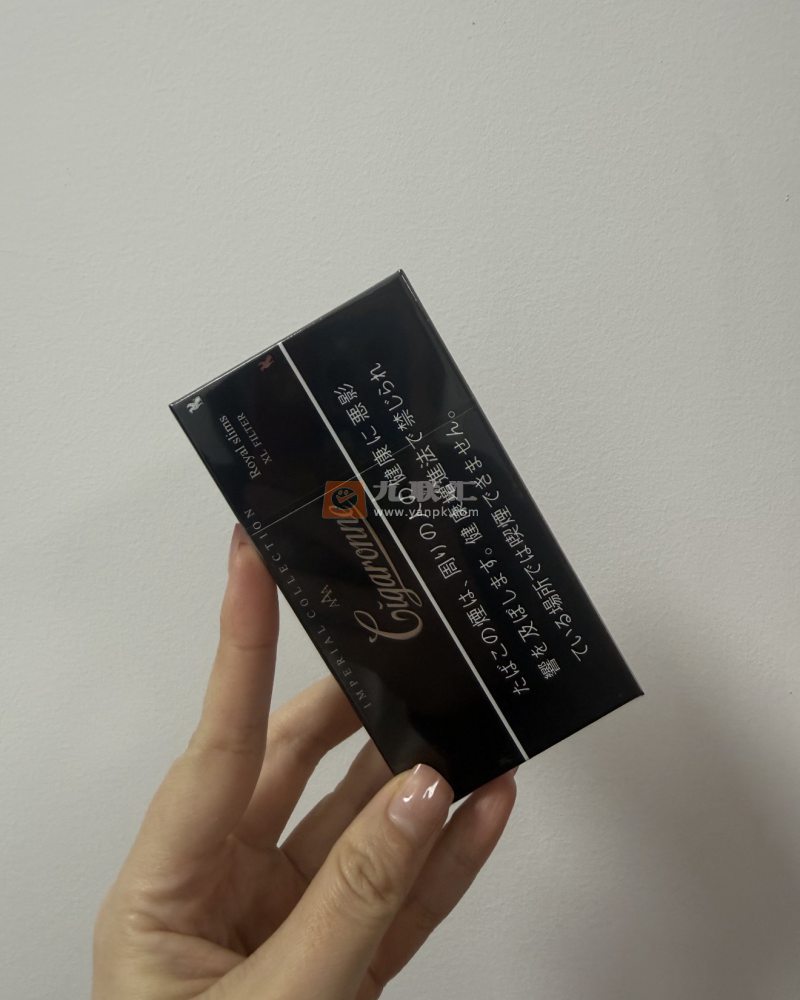 Royal slims
XL FILTER
IMPERIAL COLLECTION
Cigaronne
たばこの煙は、周りの人の健康に悪影
響を及ぼします。健康増進法で禁じられ
ている場所では喫煙できません。
九联汇
www.yanpk.com